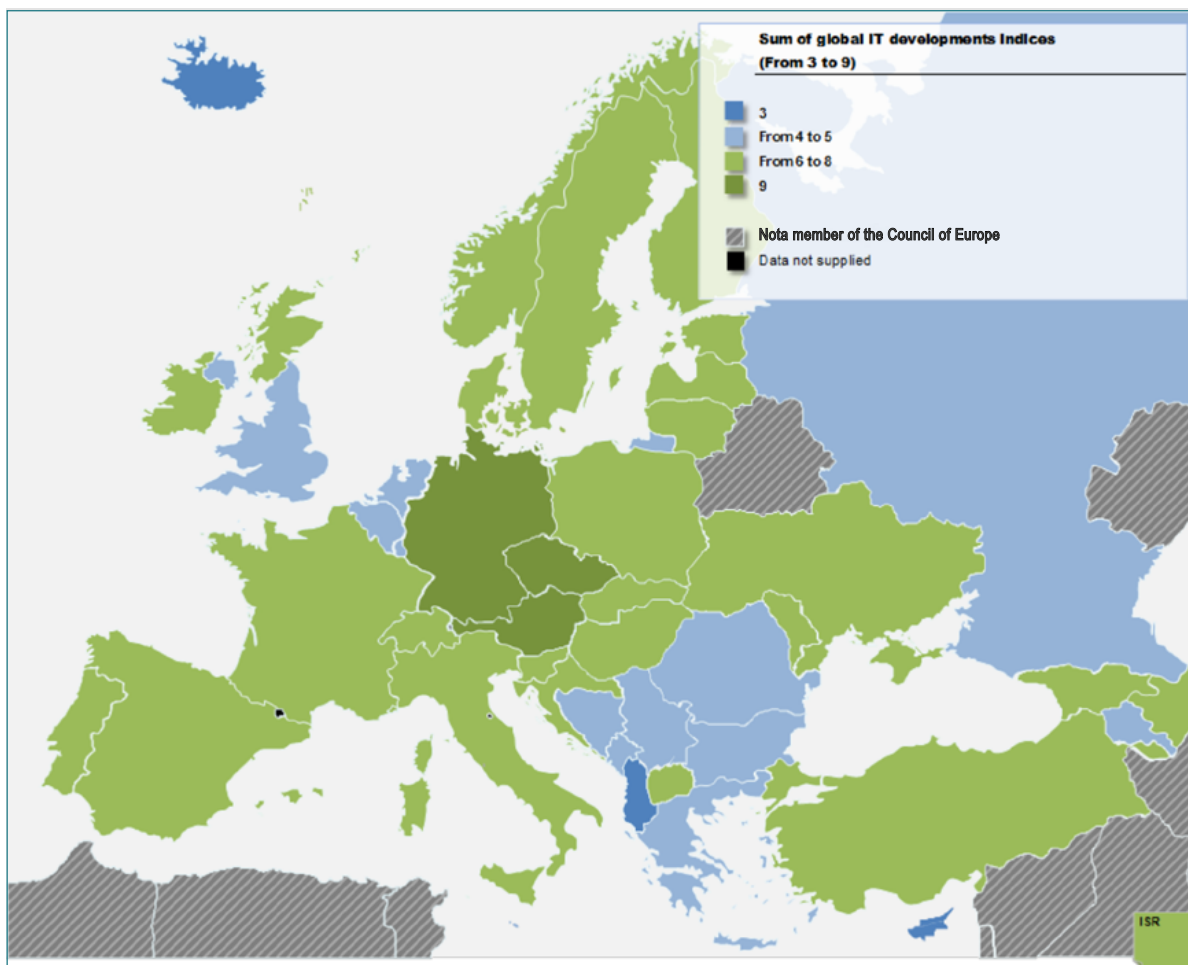 Sum of global IT developments Indices
(From 3 to 9)
3
From 4 to 5
From 6 to 8
9
Nota member of the Council of Europe
Data not supplied
ISR